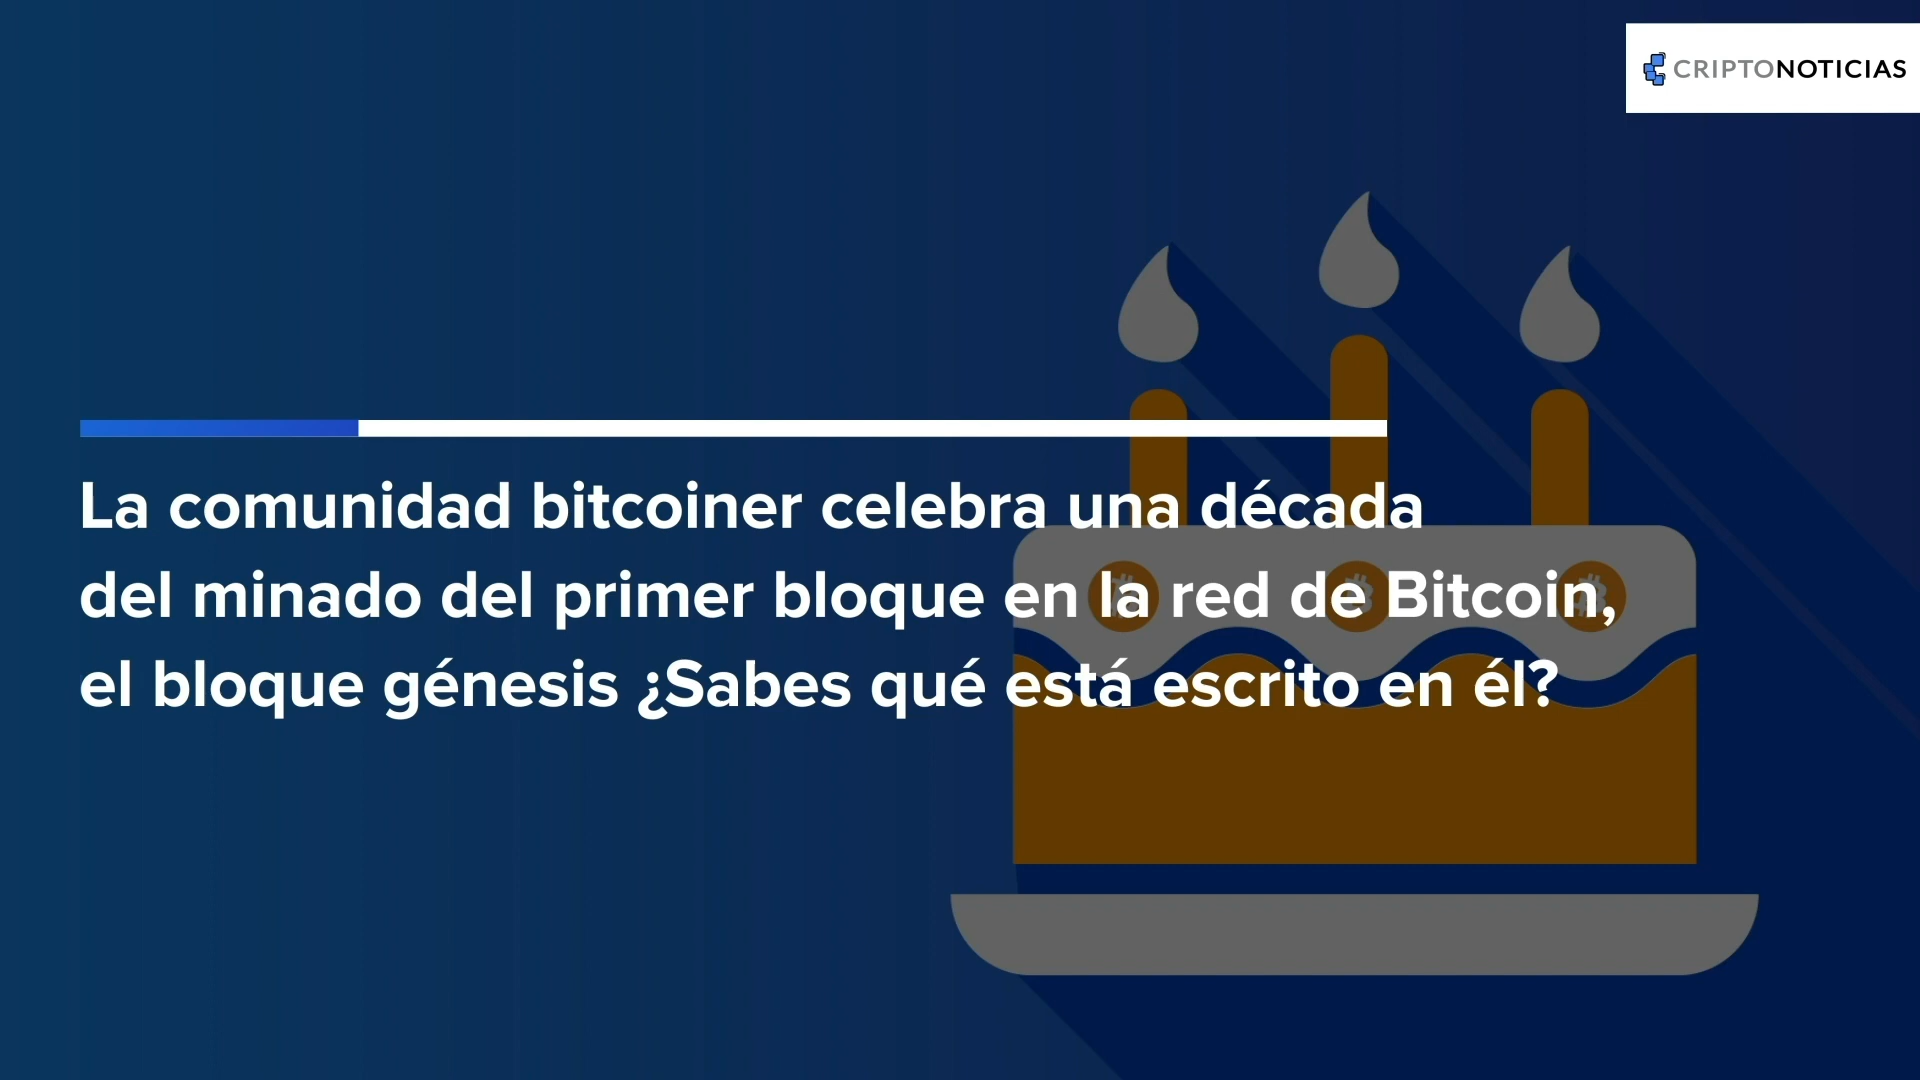 CRIPTONOTICIAS
La comunidad bitcoiner celebra una década
del minado del primer bloque en la red de Bitcoin,
el bloque génesis ¿Sabes qué está escrito en él?